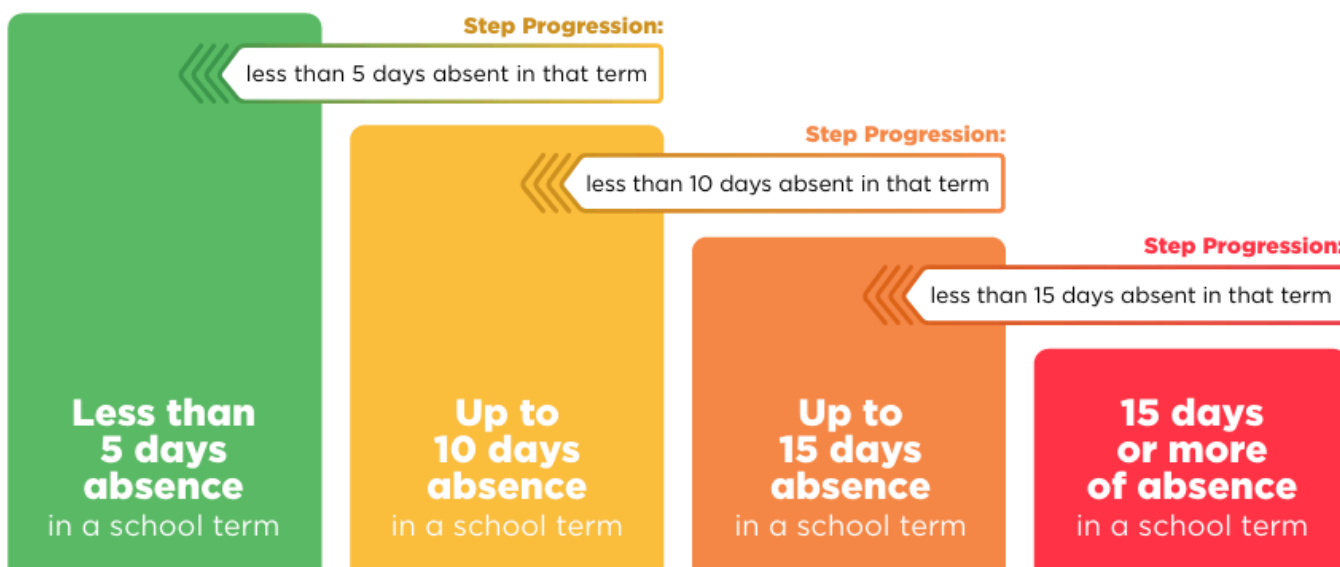 Step Progression:
less than 5 days absent in that term
Step Progression:
less than 10 days absent in that term
Step Progression:
less than 15 days absent in that term
Less than
5 days
absence
in a school term
Up to
10 days
absence
in a school term
Up to
15 days
absence
in a school term
15 days
or more
of absence
in a school term